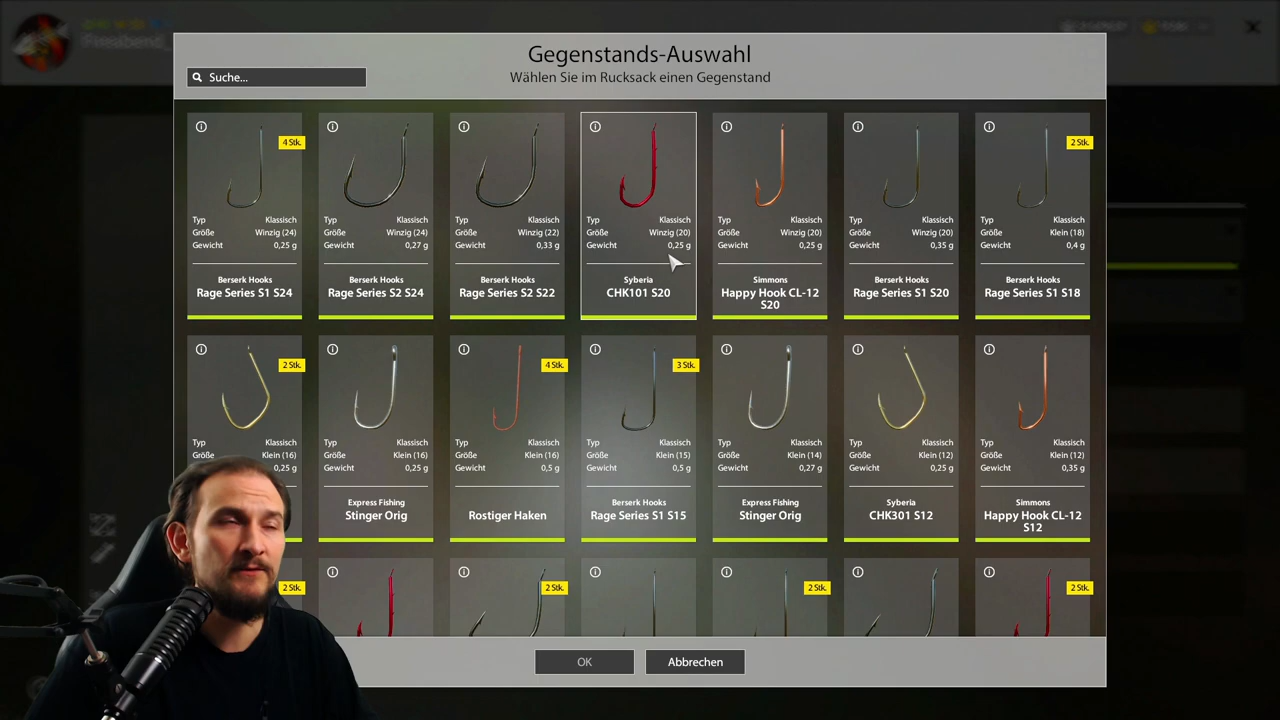 Gegenstands-Auswahl
Suche...
Wählen Sie im Rucksack einen Gegenstand
4 Stk.
Typ Klassisch
Größe Winzig (24)
Gewicht 0,25 g
Berserk Hooks
Rage Series S1 S24
Typ Klassisch
Größe Winzig (24)
Gewicht 0,27 g
Berserk Hooks
Rage Series S2 S24
Typ Klassisch
Größe Winzig (22)
Gewicht 0,33 g
Berserk Hooks
Rage Series S2 S22
Typ Klassisch
Größe Winzig (20)
Gewicht 0,25 g
Syberia
CHK101 S20
Typ Klassisch
Größe Winzig (20)
Gewicht 0,25 g
Simmons
Happy Hook CL-12
S20
Typ Klassisch
Größe Winzig (20)
Gewicht 0,35 g
Berserk Hooks
Rage Series S1 S20
2 Stk.
Typ Klassisch
Größe Klein (18)
Gewicht 0,4 g
Berserk Hooks
Rage Series S1 S18
2 Stk.
Typ Klassisch
Größe Klein (16)
0,25 g
Typ Klassisch
Größe Klein (16)
Gewicht 0,25 g
Express Fishing
Stinger Orig
4 Stk.
Typ Klassisch
Größe Klein (16)
Gewicht 0,5 g
Rostiger Haken
3 Stk.
Typ Klassisch
Größe Klein (15)
Gewicht 0,5 g
Berserk Hooks
Rage Series S1 S15
Typ Klassisch
Größe Klein (14)
Gewicht 0,27 g
Express Fishing
Stinger Orig
Typ Klassisch
Größe Klein (12)
Gewicht 0,25 g
Syberia
CHK301 S12
Typ Klassisch
Größe Klein (12)
Gewicht 0,35 g
Simmons
Happy Hook CL-12
S12
2 Stk.
2 Stk.
2 Stk.
2 Stk.
OK
Abbrechen